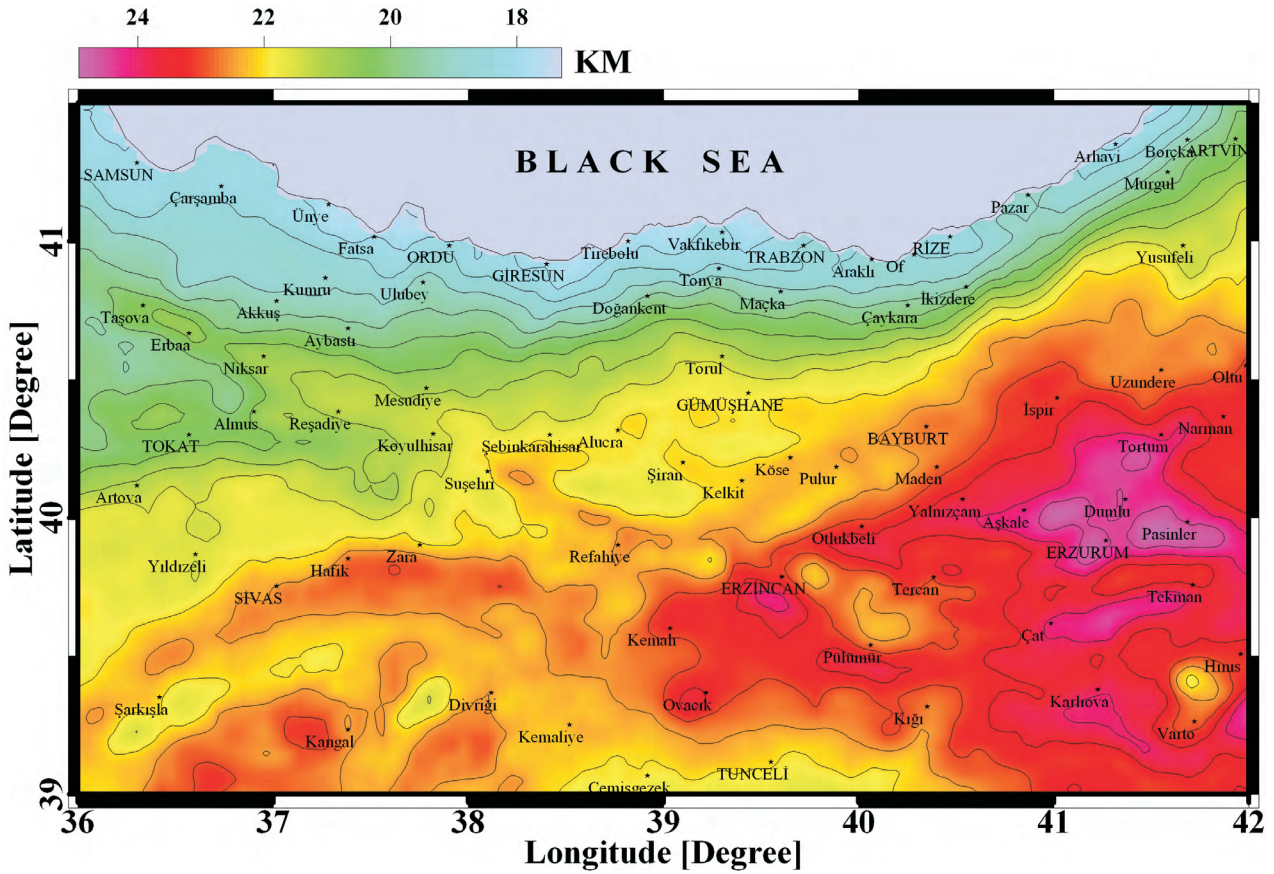 24 22 20 18
KM
BLACK SEA
SAMSUN
Çarşamba
Ünye
Fatsa
ORDU
GİRESUN
Tirebolu
Vakfıkebir
TRABZON
Araklı
Of
RİZE
Pazar
Arhavi
Borçka
ARTVİN
Murgul
Yusufeli
Kumru
Ulubey
Akkuş
Aybastı
Doğankent
Tonya
Maçka
Çaykara
İkizdere
Taşova
Erbaa
Niksar
Torul
Uzundere
Oltu
Mesudiye
GÜMÜŞHANE
İspir
Narman
TOKAT
Almus
Reşadiye
Koyulhisar
Şebinkarahisar
Alucra
BAYBURT
Tortum
Suşehri
Şiran
Köse
Kelkit
Pulur
Maden
Artova
Yalnızçam
Aşkale
Dumlu
Pasinler
ERZURUM
Otlukbeli
Yıldızeli
Hafik
Zara
Refahiye
SİVAS
ERZİNCAN
Tercan
Tekman
Kemah
Çat
Pülümür
Hınıs
Şarkışla
Divriği
Ovacık
Kığı
Karlıova
Varto
Kangal
Kemaliye
TUNCELİ
Çemişgezek
41
40
39
Latitude [Degree]
36 37 38 39 40 41 42
Longitude [Degree]